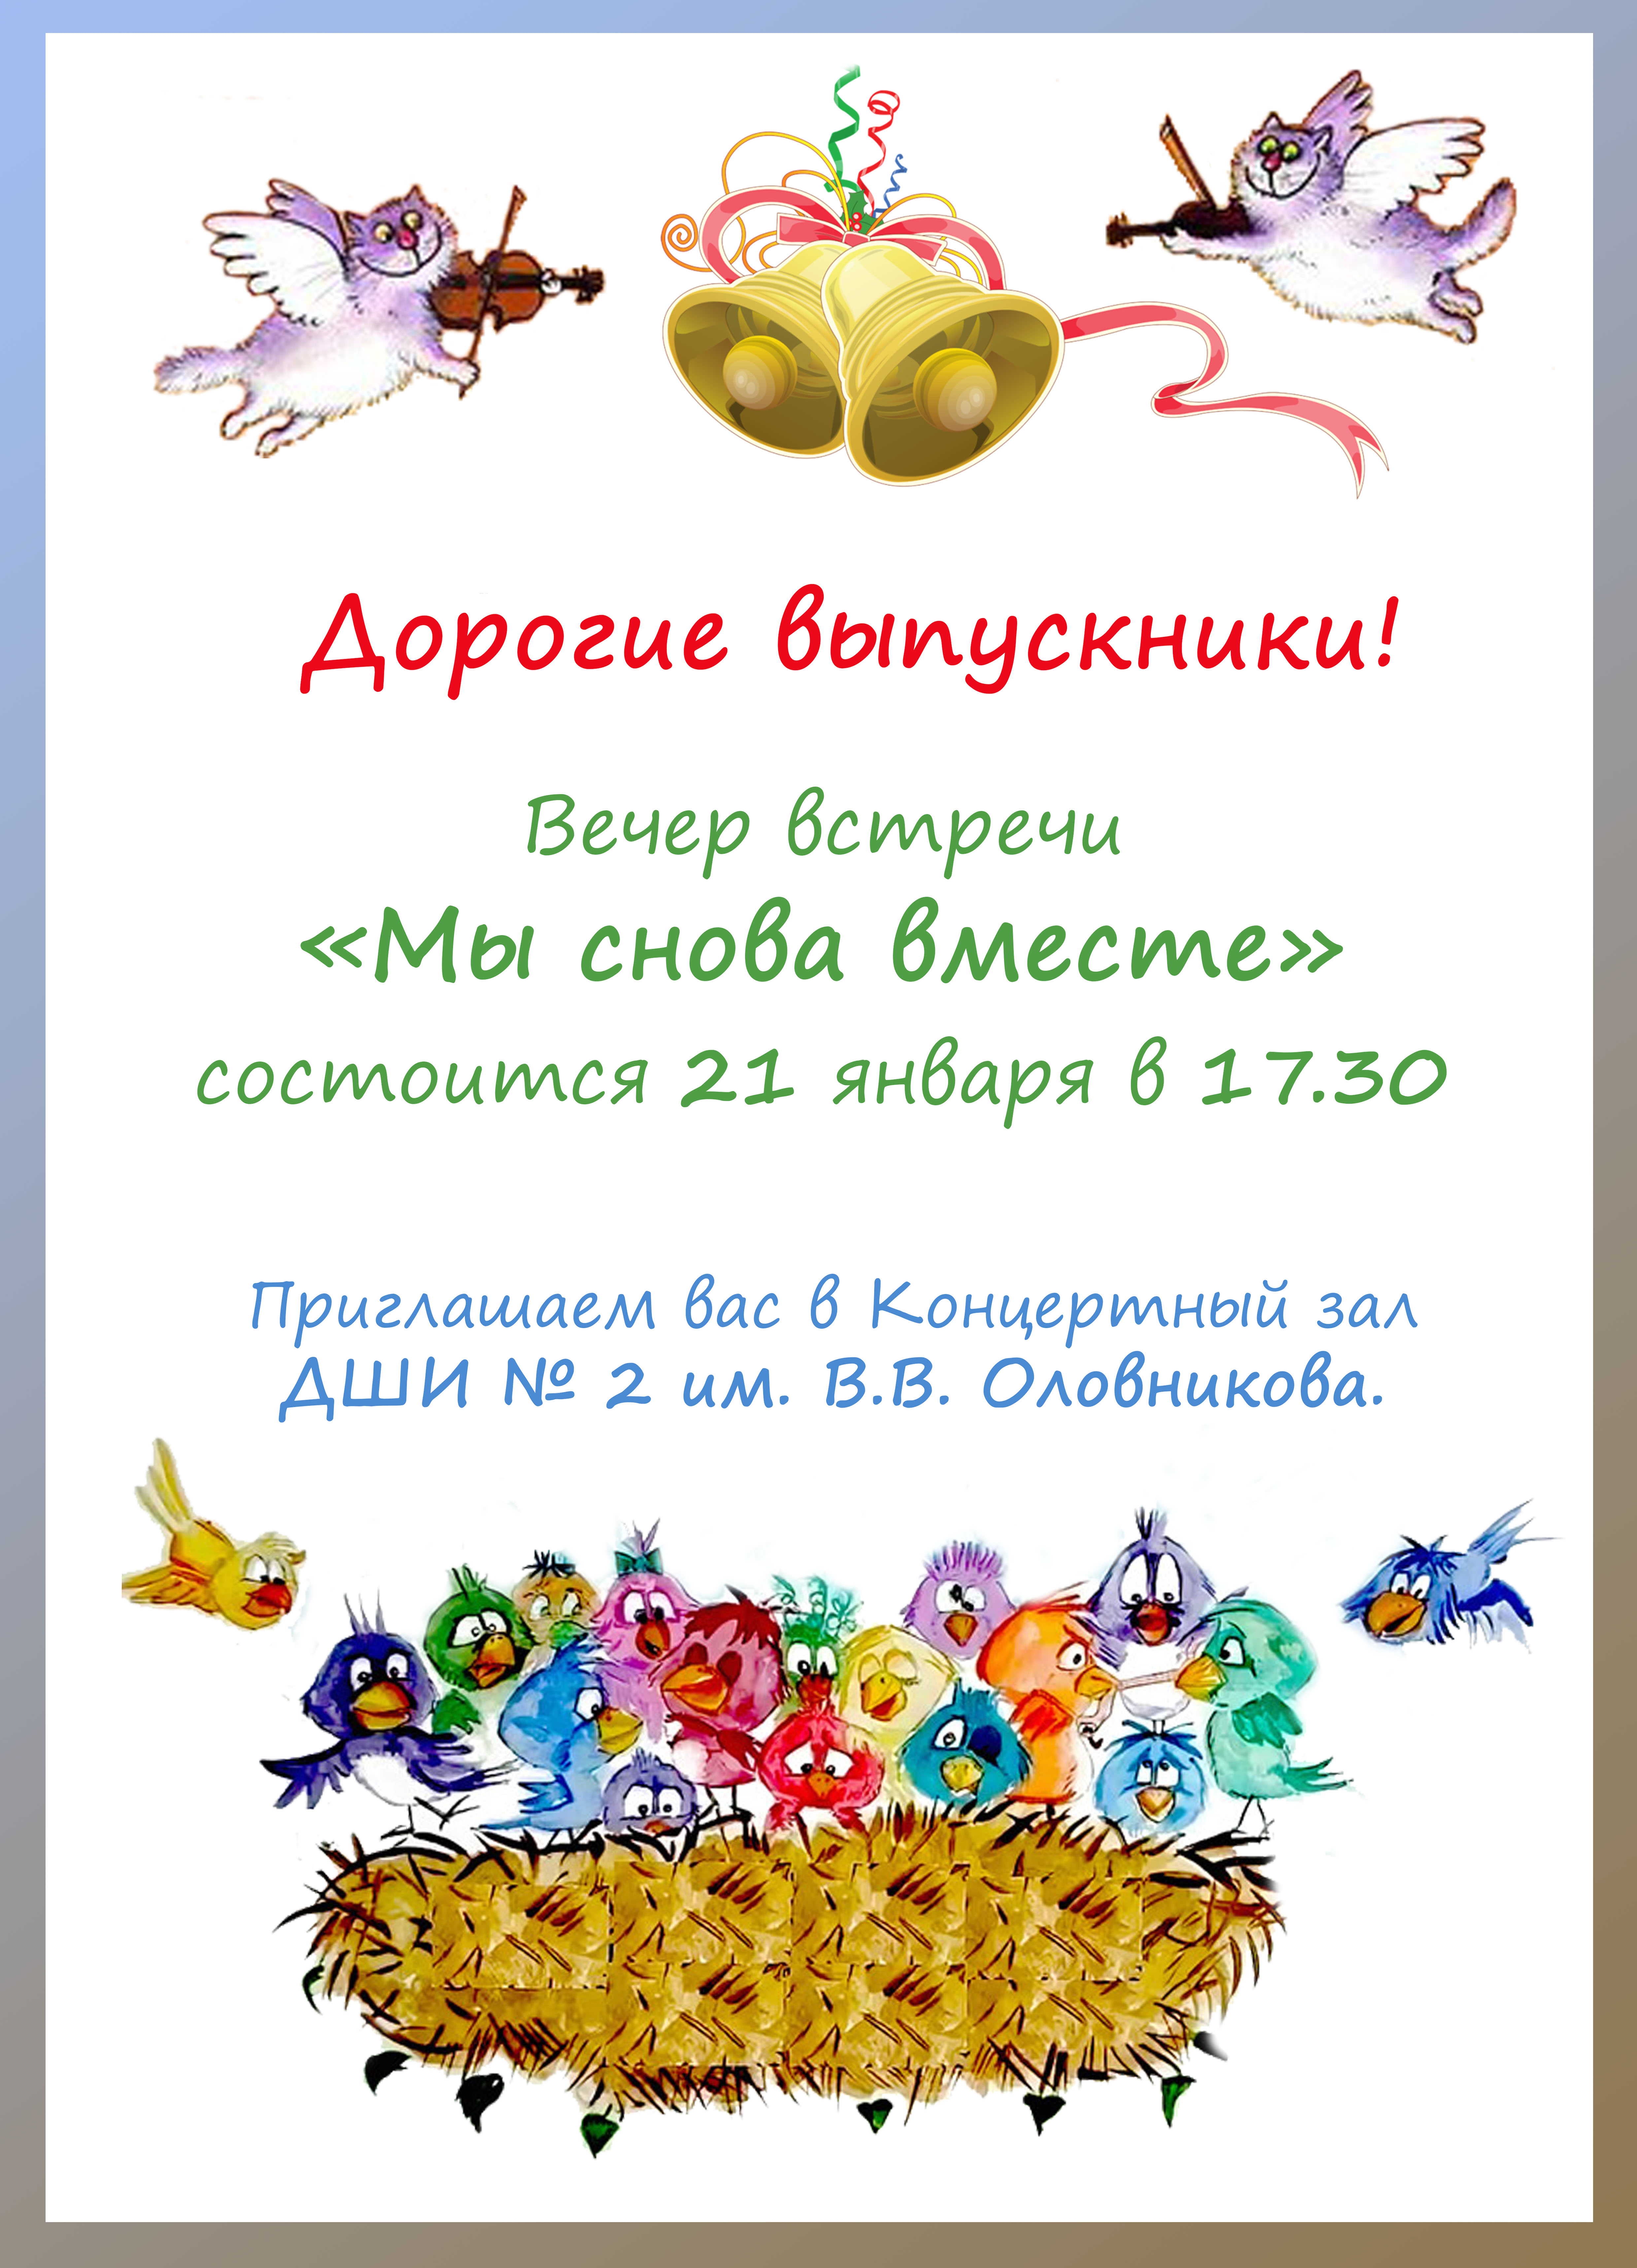 Дорогие выпускники!
Вечер встречи
«Мы снова вместе»
состоится 21 января в 17.30
Приглашаем вас в Концертный зал
ДШИ № 2 им. В.В. Оловникова.